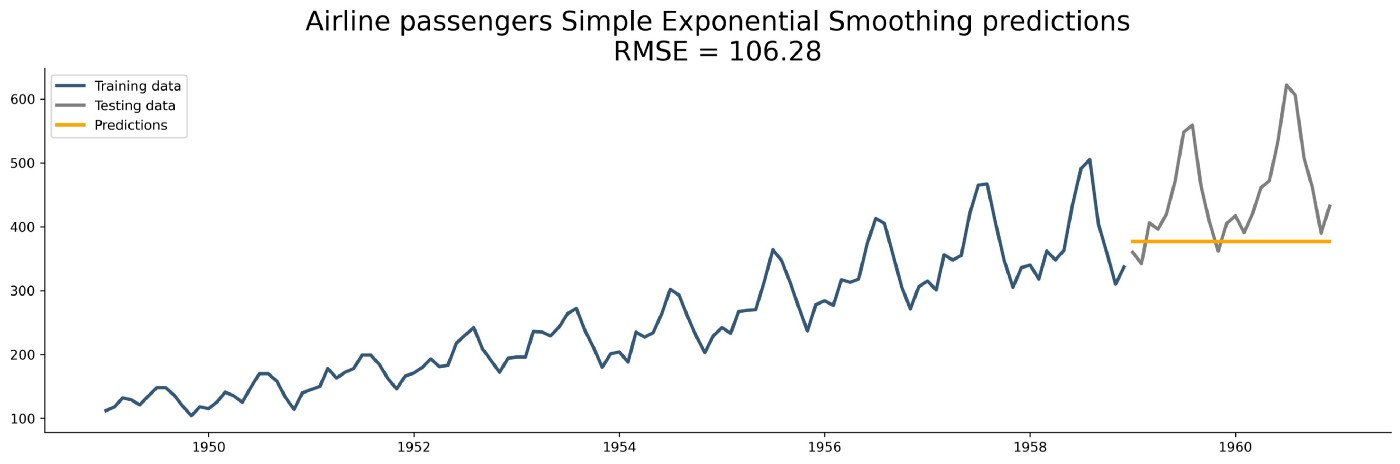 Airline passengers Simple Exponential Smoothing predictions
RMSE = 106.28
Training data
Testing data
Predictions
600
500
400
300
200
100
1950
1952
1954
1956
1958
1960